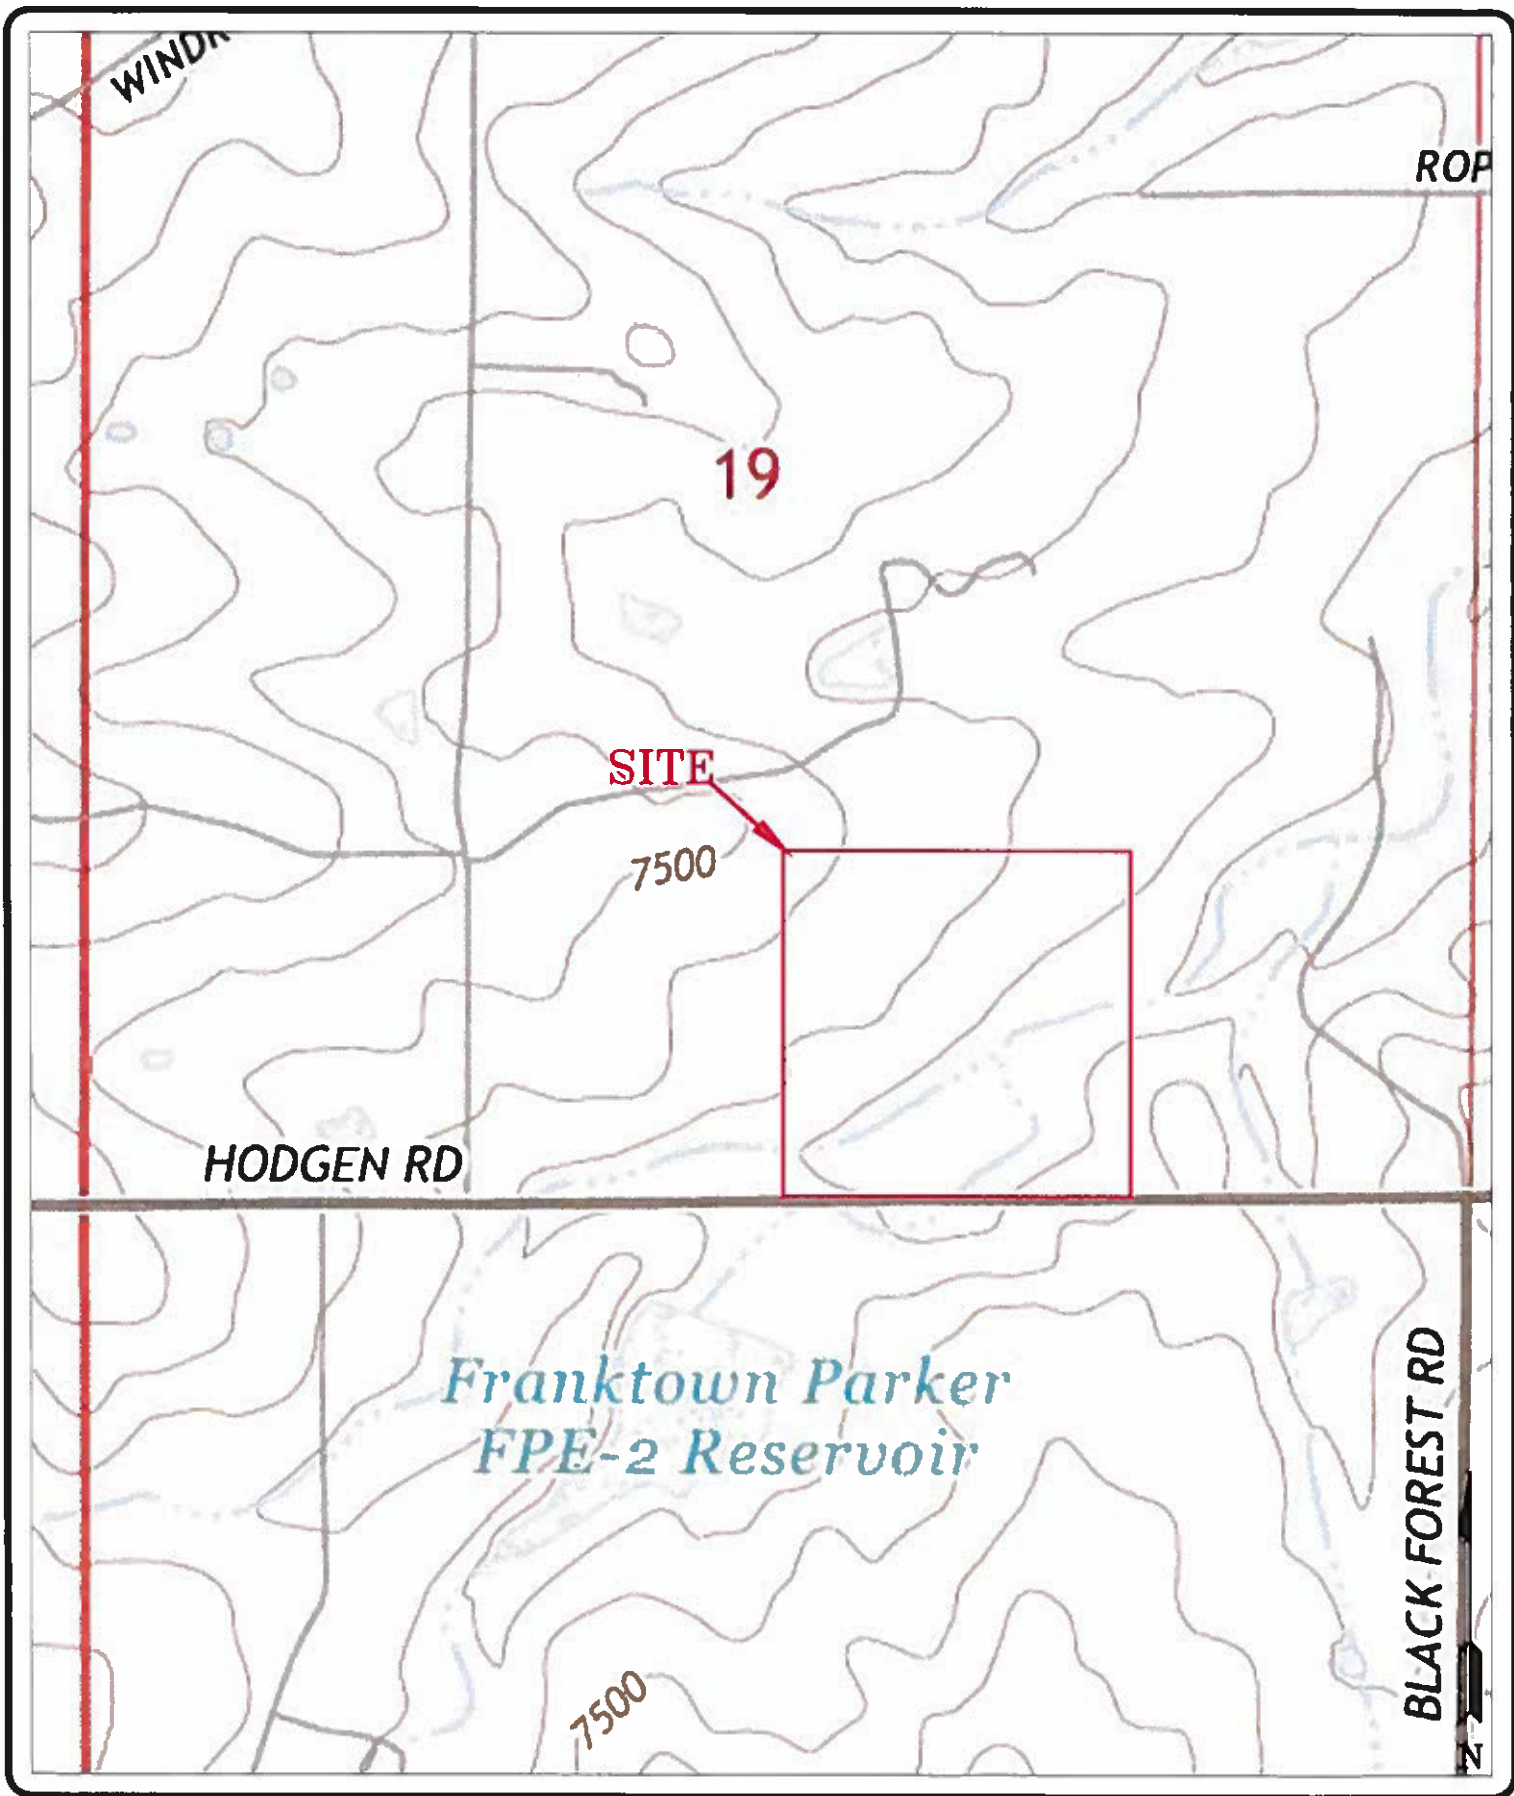 WINDR
ROP
19
SITE
7500
HODGEN RD
Franktown Parker
FPE-2 Reservoir
BLACK FOREST RD
7500
N